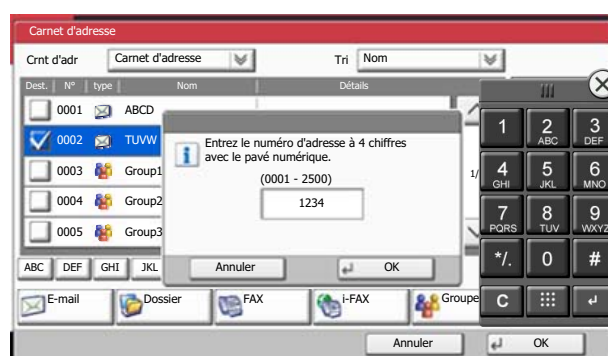 Carnet d'adresse
Crnt d'adr Carnet d'adresse Tri Nom
Dest. N° type Nom Détails
0001 ABCD
0002 TUVW
0003 Group1
0004 Group2
0005 Group3
1/
Entrez le numéro d'adresse à 4 chiffres
avec le pavé numérique.
(0001 - 2500)
1234
Annuler OK
ABC DEF GHI JKL
E-mail Dossier FAX i-FAX Groupe
Annuler OK
1 2 ABC 3 DEF
4 GHI 5 JKL 6 MNO
7 PQRS 8 TUV 9 WXYZ
*/. 0 #
C